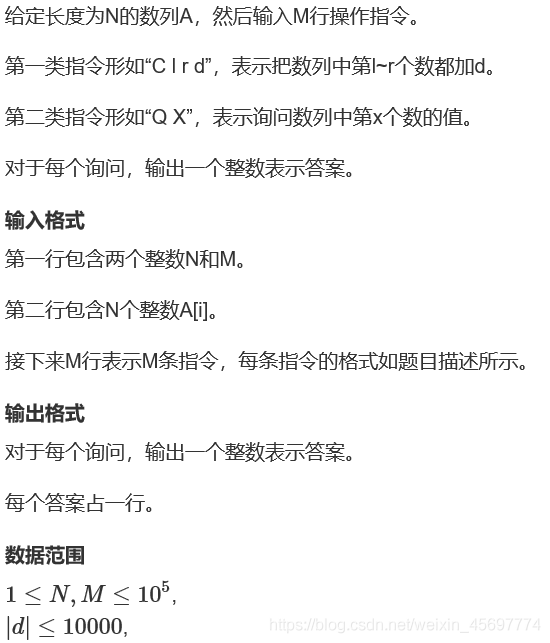 给定长度为N的数列A，然后输入M行操作指令。
第一类指令形如“C l r d”，表示把数列中第l~r个数都加d。
第二类指令形如“Q X”，表示询问数列中第x个数的值。
对于每个询问，输出一个整数表示答案。
输入格式
第一行包含两个整数N和M。
第二行包含N个整数A[i]。
接下来M行表示M条指令，每条指令的格式如题目描述所示。
输出格式
对于每个询问，输出一个整数表示答案。
每个答案占一行。
数据范围
1 ≤ N, M ≤ 10⁵,
|d| ≤ 10000,
https://blog.csdn.net/weixin_45697774